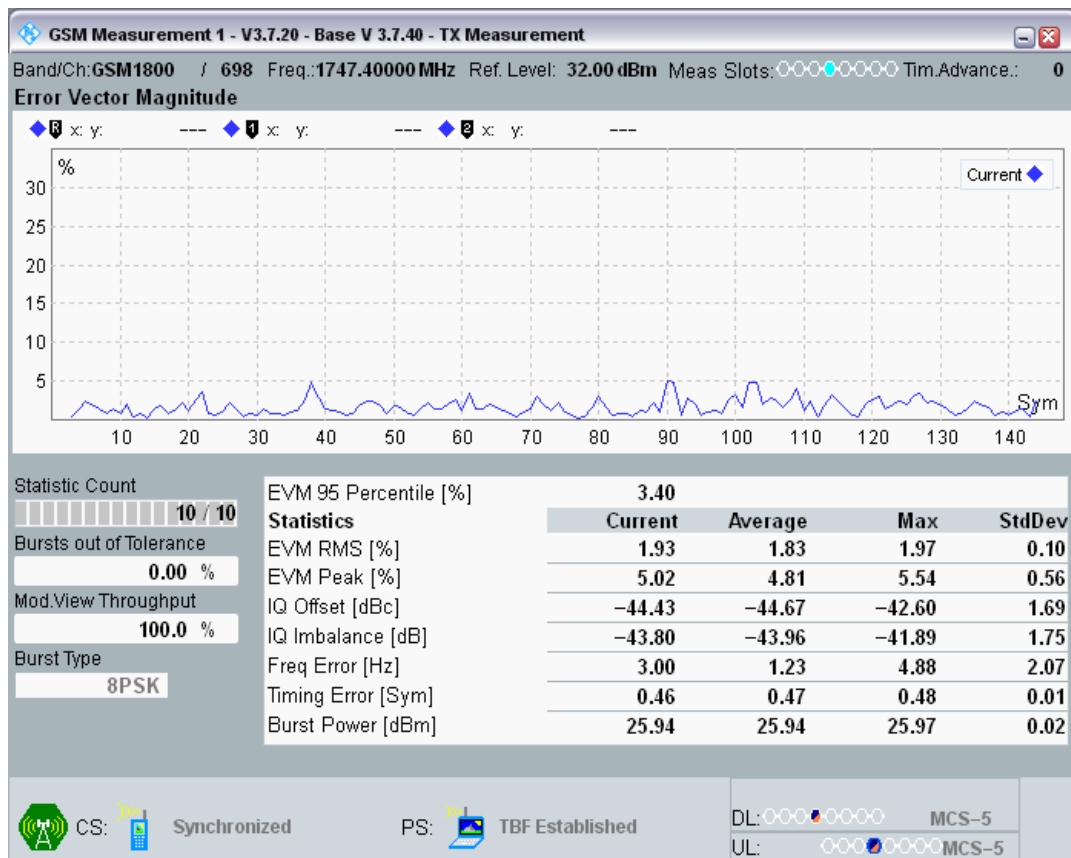 GSM Measurement 1 - V3.7.20 - Base V 3.7.40 - TX Measurement
Band/Ch:GSM1800 / 698 Freq.:1747.40000 MHz Ref. Level: 32.00 dBm Meas Slots: Tim.Advance.: 0
Error Vector Magnitude
R x: y: --- 1 x: y: --- 2 x: y: ---
%
Current
30
25
20
15
10
5
Sym
10 20 30 40 50 60 70 80 90 100 110 120 130 140
Statistic Count
10 / 10
Bursts out of Tolerance
0.00 %
Mod.View Throughput
100.0 %
Burst Type
8PSK
EVM 95 Percentile [%] 3.40
Statistics Current Average Max StdDev
EVM RMS [%] 1.93 1.83 1.97 0.10
EVM Peak [%] 5.02 4.81 5.54 0.56
IQ Offset [dBc] −44.43 −44.67 −42.60 1.69
IQ Imbalance [dB] −43.80 −43.96 −41.89 1.75
Freq Error [Hz] 3.00 1.23 4.88 2.07
Timing Error [Sym] 0.46 0.47 0.48 0.01
Burst Power [dBm] 25.94 25.94 25.97 0.02
CS: Synchronized PS: TBF Established
DL: MCS−5
UL: MCS−5